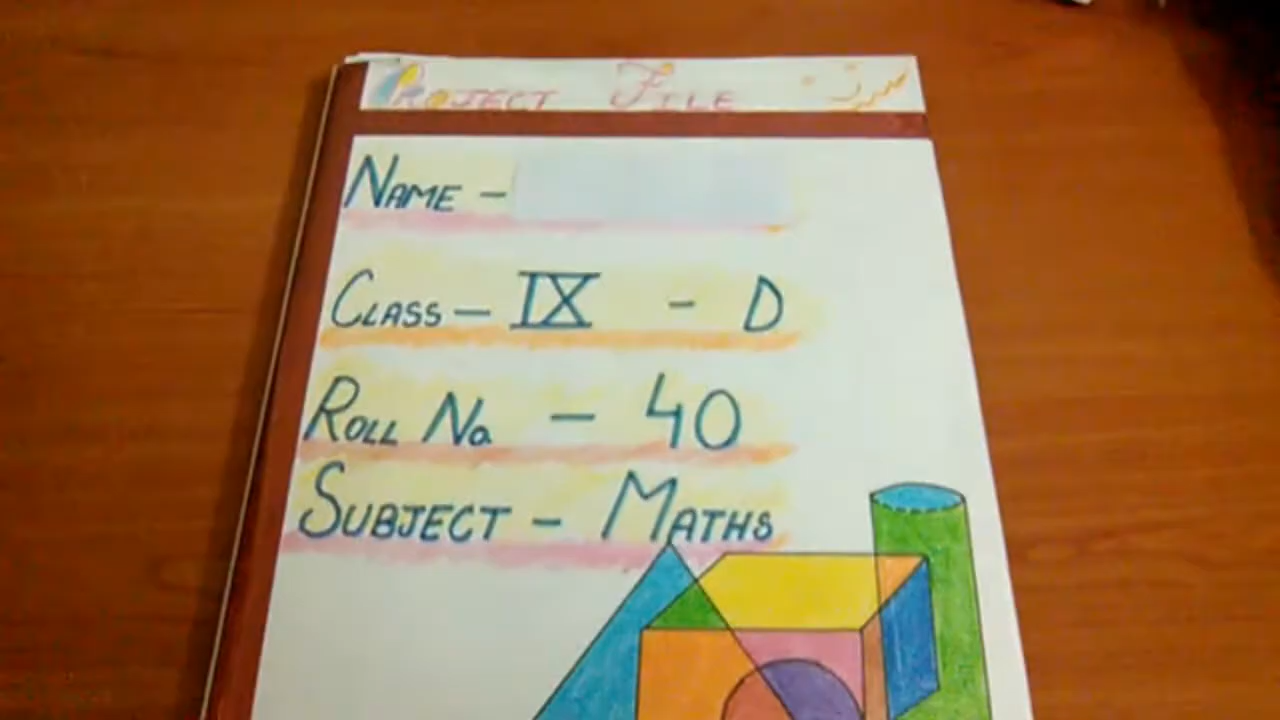 PROJECT FILE
NAME -
CLASS - IX - D
ROLL No. - 40
SUBJECT - MATHS